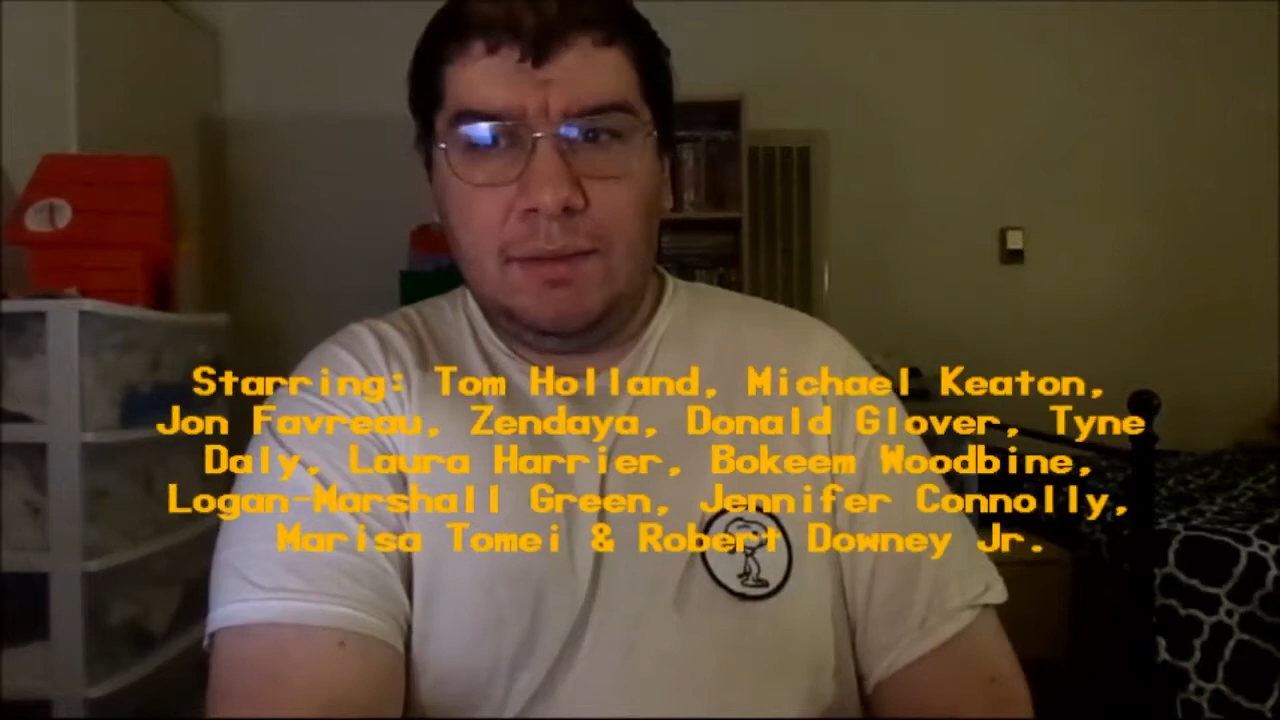 Starring: Tom Holland, Michael Keaton,
Jon Favreau, Zendaya, Donald Glover, Tyne
Daly, Laura Harrier, Bokeem Woodbine,
Logan-Marshall Green, Jennifer Connolly,
Marisa Tomei & Robert Downey Jr.